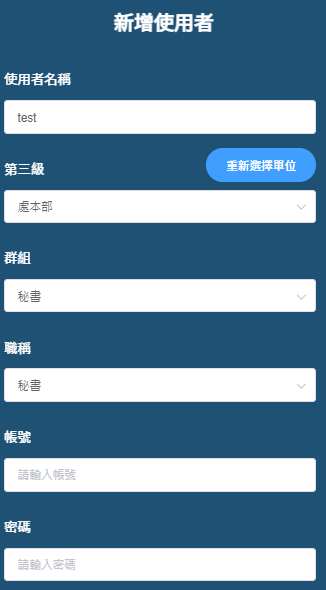 新增使用者
使用者名稱
test
第三級
重新選擇單位
處本部
群組
秘書
職稱
秘書
帳號
請輸入帳號
密碼
請輸入密碼